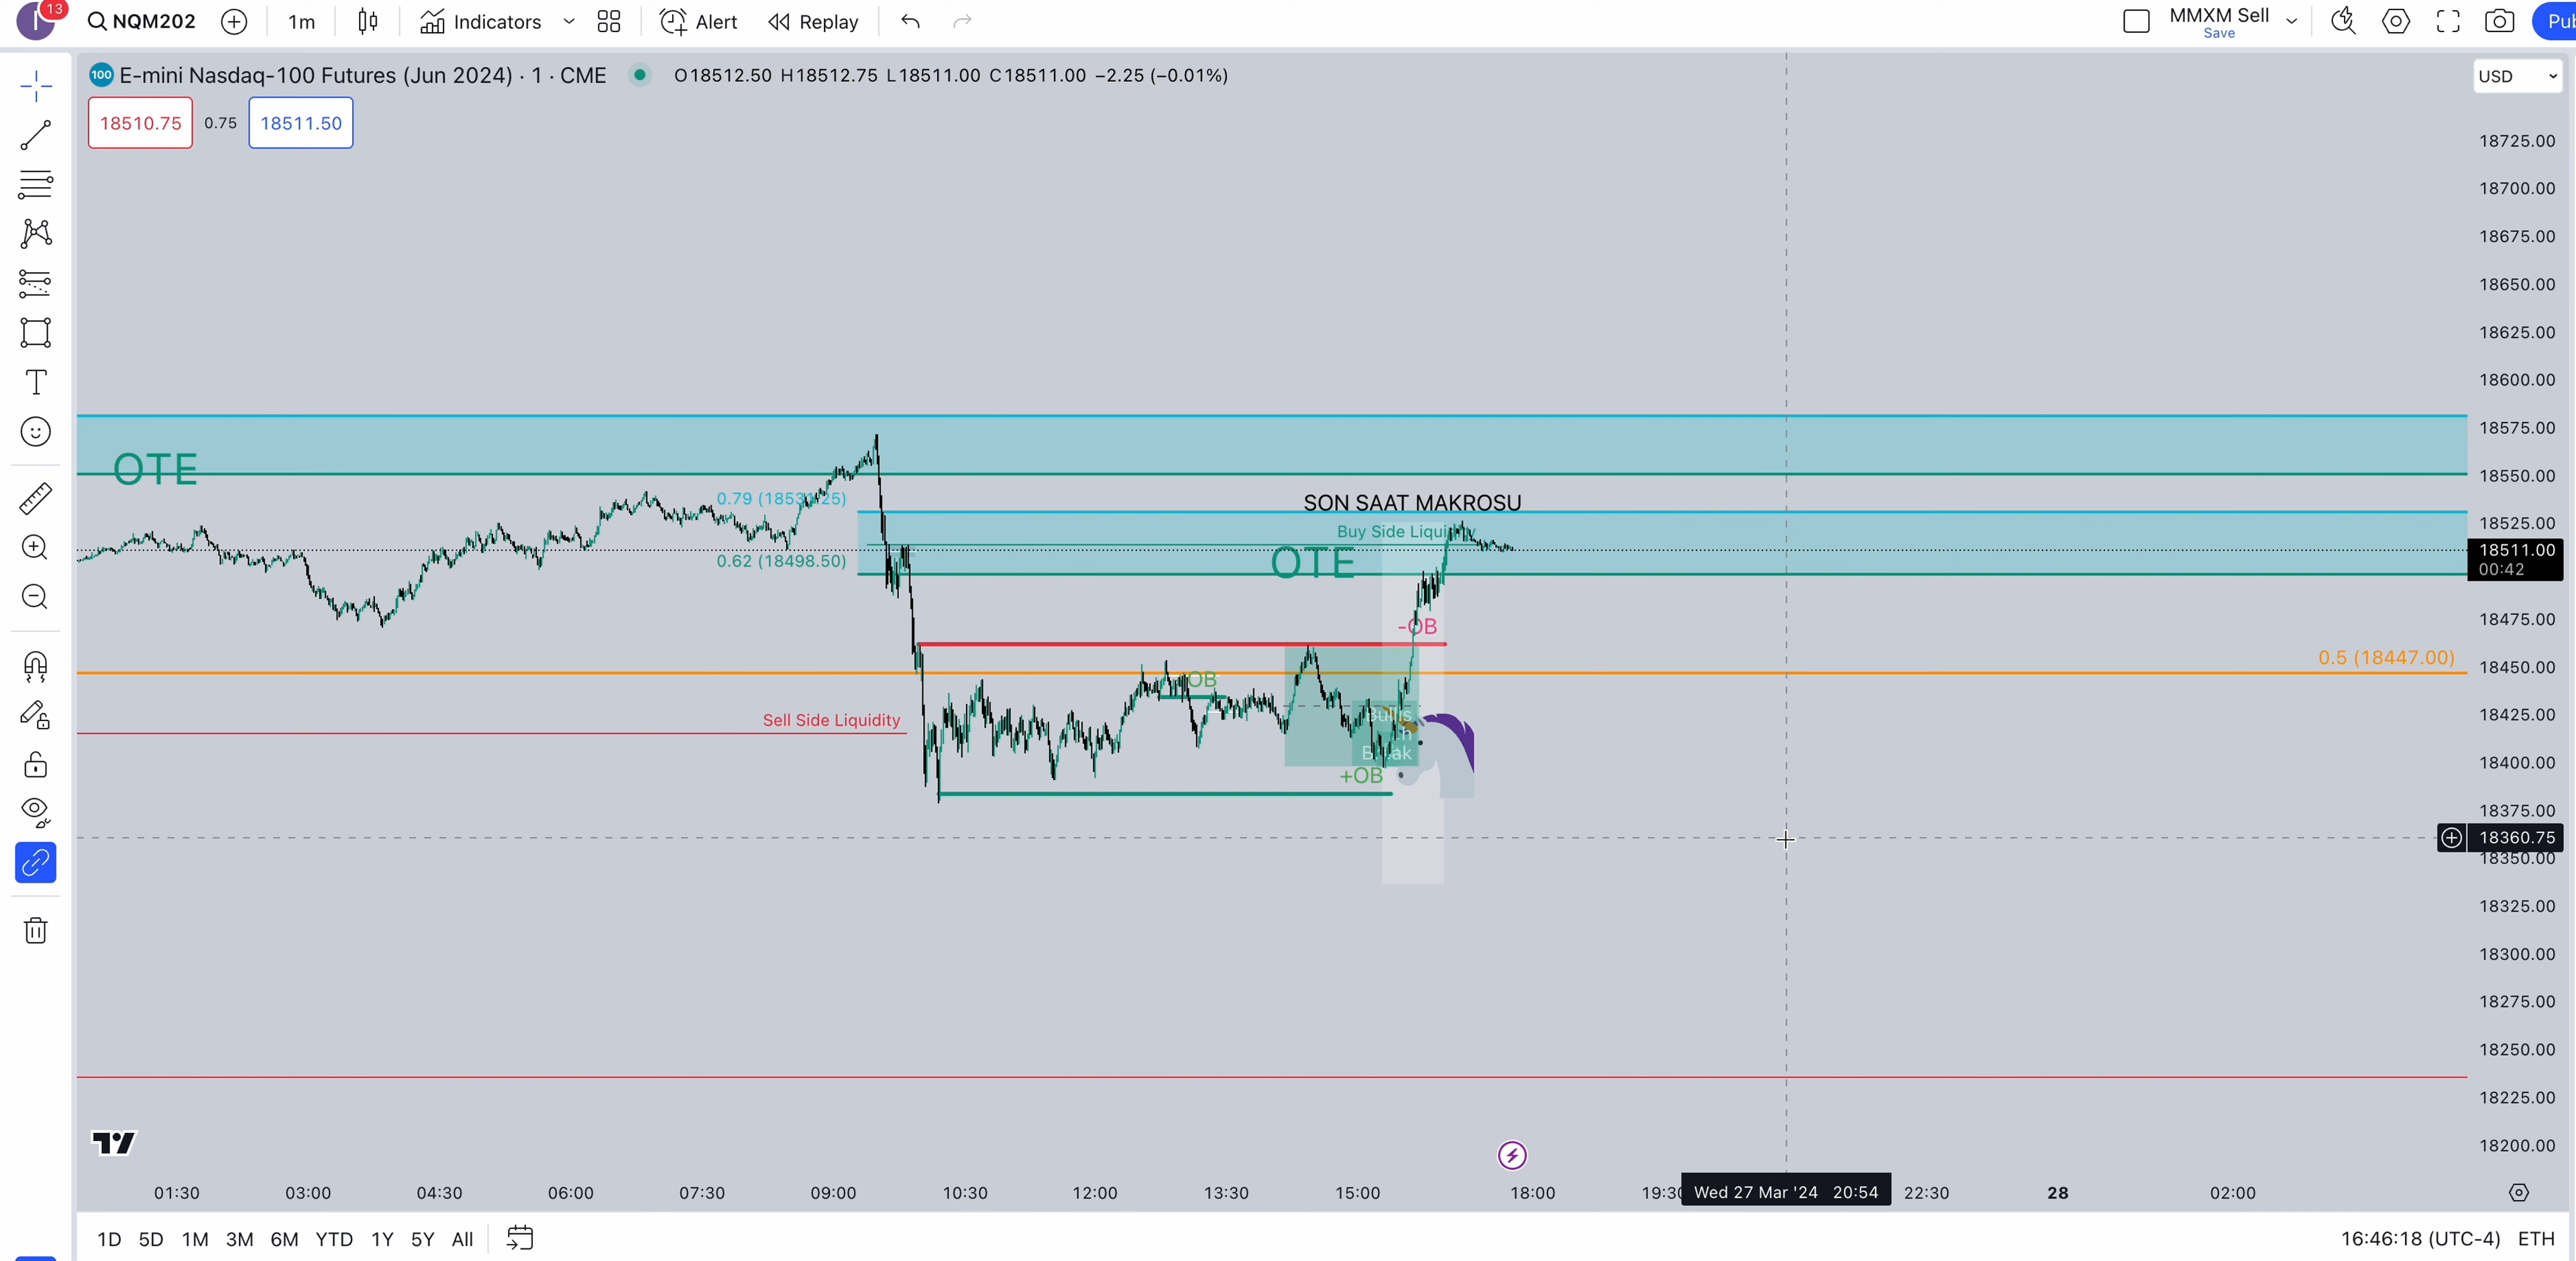 13
NQM202
1m
Indicators
Alert
Replay
MMXM Sell
Save
Pub
100 E-mini Nasdaq-100 Futures (Jun 2024) · 1 · CME
O18512.50 H18512.75 L18511.00 C18511.00 −2.25 (−0.01%)
USD
18510.75
0.75
18511.50
18725.00
18700.00
18675.00
18650.00
18625.00
18600.00
18575.00
18550.00
18525.00
18511.00
00:42
18475.00
18450.00
18425.00
18400.00
18375.00
18360.75
18350.00
18325.00
18300.00
18275.00
18250.00
18225.00
18200.00
OTE
0.79 (18531.25)
SON SAAT MAKROSU
Buy Side Liquidity
0.62 (18498.50)
OTE
-OB
0.5 (18447.00)
OB
Sell Side Liquidity
+OB
01:30
03:00
04:30
06:00
07:30
09:00
10:30
12:00
13:30
15:00
18:00
19:30
Wed 27 Mar '24 20:54
22:30
28
02:00
1D
5D
1M
3M
6M
YTD
1Y
5Y
All
16:46:18 (UTC-4)
ETH